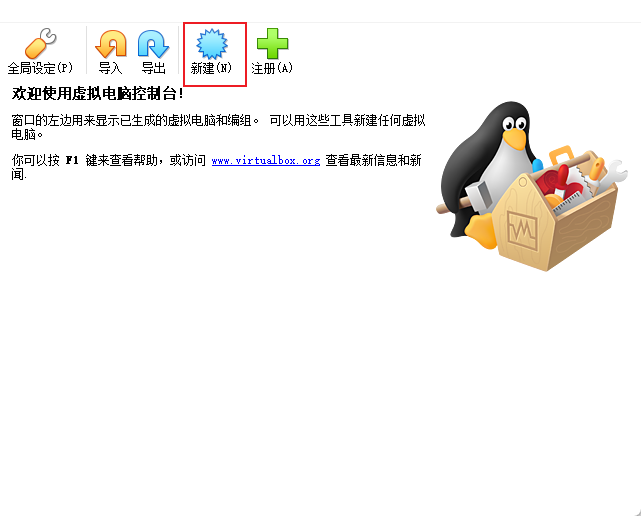 全局设定(P) 导入 导出 新建(N) 注册(A)
欢迎使用虚拟电脑控制台!
窗口的左边用来显示已生成的虚拟电脑和编组。 可以用这些工具新建任何虚拟
电脑。
你可以按 F1 键来查看帮助，或访问 www.virtualbox.org 查看最新信息和新
闻.